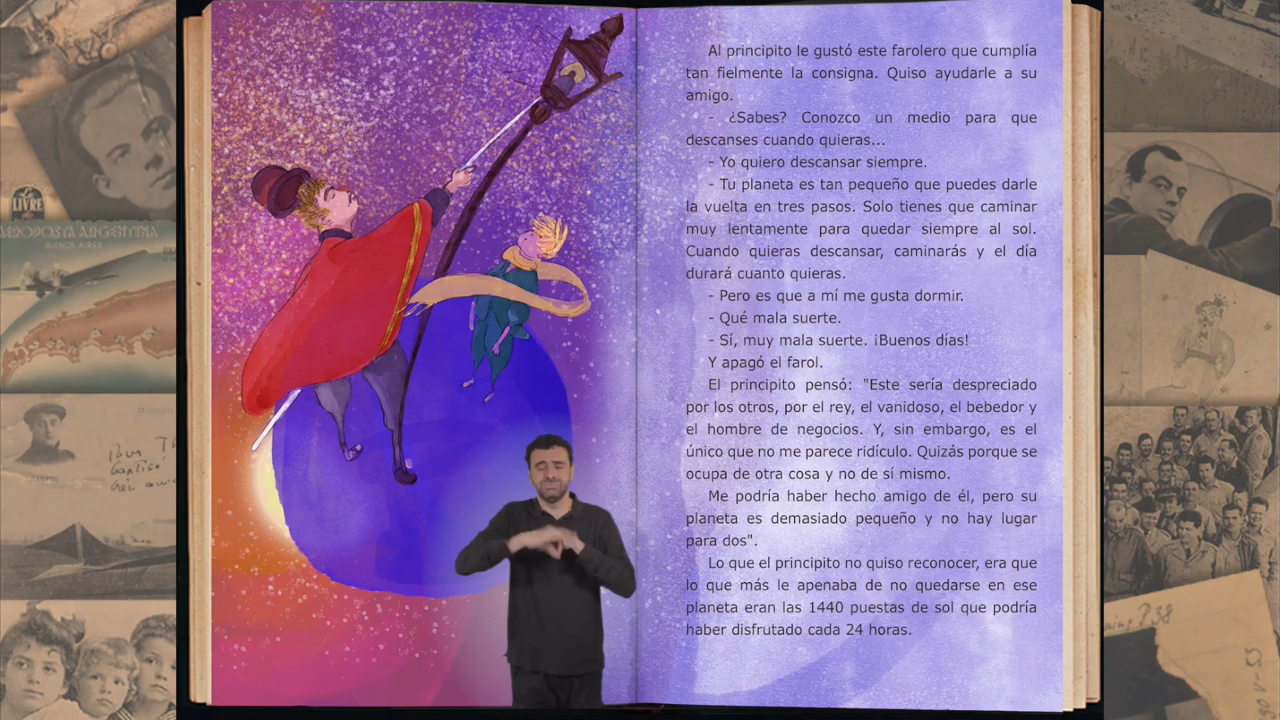 LIVRE
de
AEROPOSTA ARGENTINA
BUENOS AIRES
Al principito le gustó este farolero que cumplía
tan fielmente la consigna. Quiso ayudarle a su
amigo.
- ¿Sabes? Conozco un medio para que
descanses cuando quieras...
- Yo quiero descansar siempre.
- Tu planeta es tan pequeño que puedes darle
la vuelta en tres pasos. Solo tienes que caminar
muy lentamente para quedar siempre al sol.
Cuando quieras descansar, caminarás y el día
durará cuanto quieras.
- Pero es que a mí me gusta dormir.
- Qué mala suerte.
- Sí, muy mala suerte. ¡Buenos días!
Y apagó el farol.
El principito pensó: "Este sería despreciado
por los otros, por el rey, el vanidoso, el bebedor y
el hombre de negocios. Y, sin embargo, es el
único que no me parece ridículo. Quizás porque se
ocupa de otra cosa y no de sí mismo.
Me podría haber hecho amigo de él, pero su
planeta es demasiado pequeño y no hay lugar
para dos".
Lo que el principito no quiso reconocer, era que
lo que más le apenaba de no quedarse en ese
planeta eran las 1440 puestas de sol que podría
haber disfrutado cada 24 horas.
P38